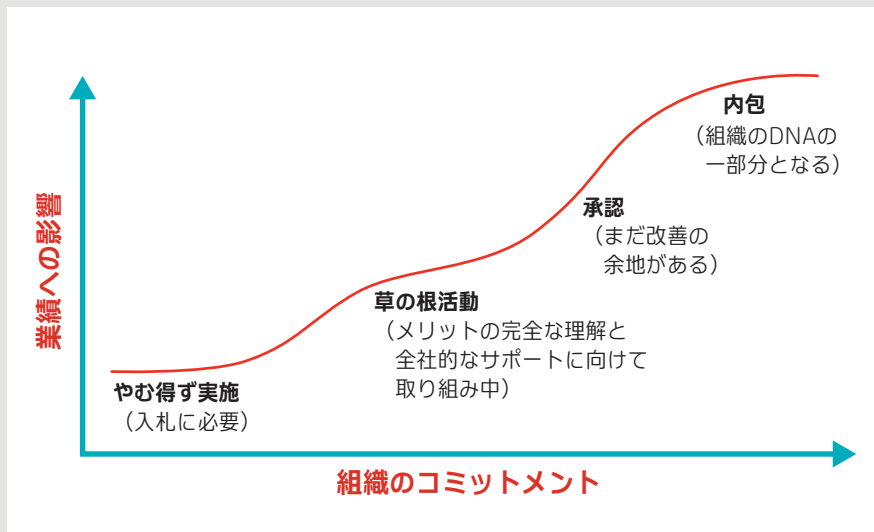 業績への影響
内包
（組織のDNAの
一部分となる）
承認
（まだ改善の
余地がある）
草の根活動
（メリットの完全な理解と
全社的なサポートに向けて
取り組み中）
やむ得ず実施
（入札に必要）
組織のコミットメント